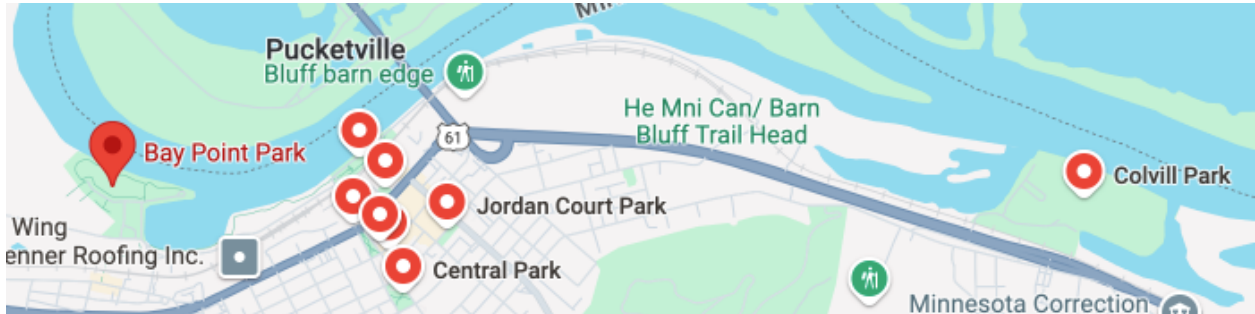 Mi
Pucketville
Bluff barn edge
He Mni Can/ Barn
Bluff Trail Head
61
Bay Point Park
Colvill Park
Jordan Court Park
Wing
enner Roofing Inc.
Central Park
Minnesota Correction